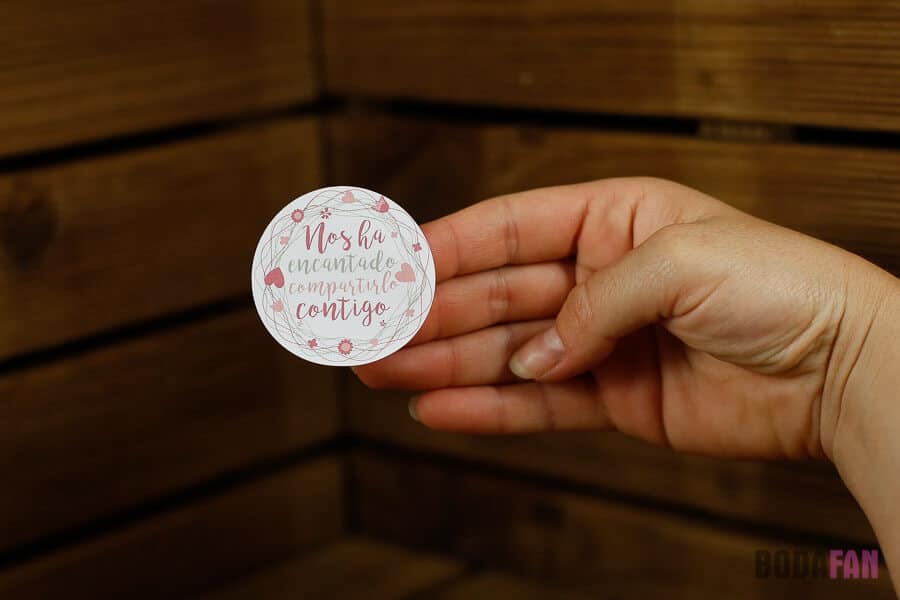 Nos ha
encantado
compartirlo
contigo
BODAFAN